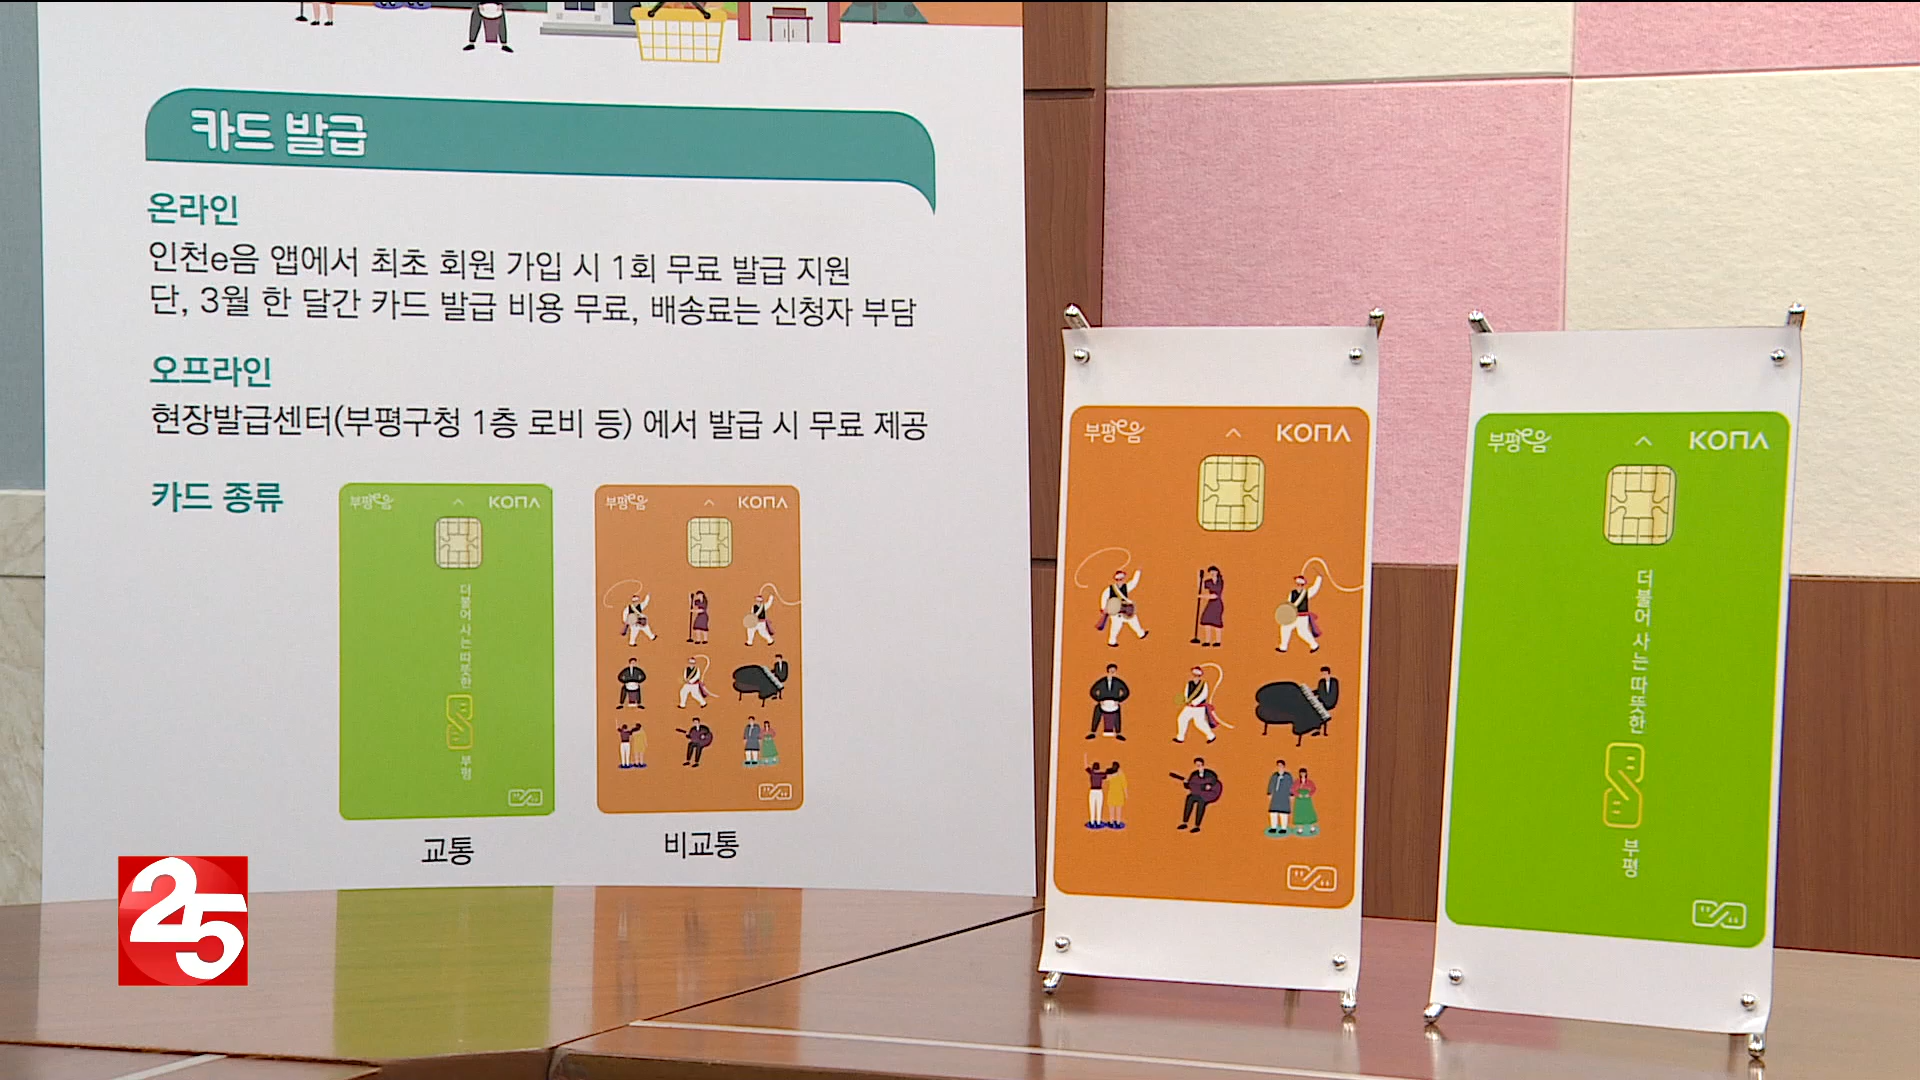 카드 발급
온라인
인천e음 앱에서 최초 회원 가입 시 1회 무료 발급 지원
단, 3월 한 달간 카드 발급 비용 무료, 배송료는 신청자 부담
오프라인
현장발급센터(부평구청 1층 로비 등) 에서 발급 시 무료 제공
카드 종류
부평e음 KONA
더불어 사는 따뜻한
부평
교통
부평e음 KONA
비교통
부평e음 KONA
부평e음 KONA
더불어 사는 따뜻한
부평
25